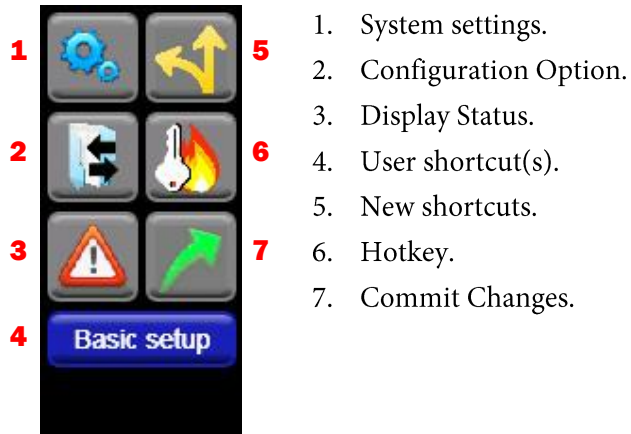 1
5
2
6
3
7
4
Basic setup
1. System settings.
2. Configuration Option.
3. Display Status.
4. User shortcut(s).
5. New shortcuts.
6. Hotkey.
7. Commit Changes.